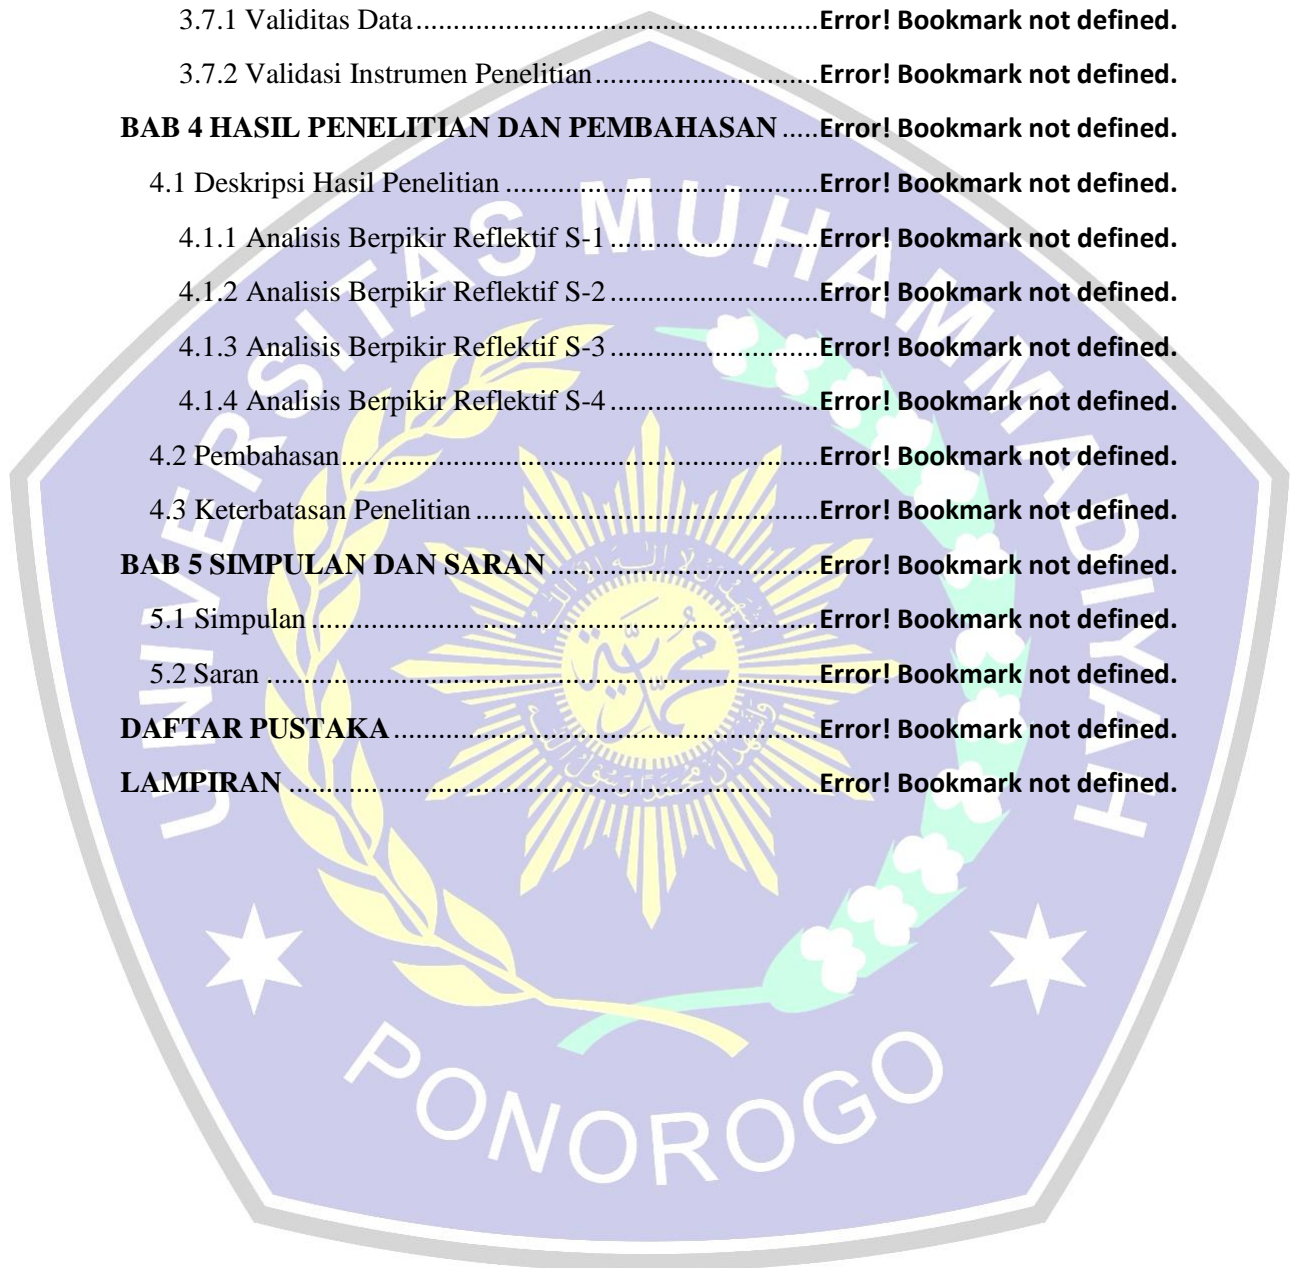 3.7.1 Validitas Data........................................................Error! Bookmark not defined.
3.7.2 Validasi Instrumen Penelitian..............................Error! Bookmark not defined.
BAB 4 HASIL PENELITIAN DAN PEMBAHASAN.....Error! Bookmark not defined.
4.1 Deskripsi Hasil Penelitian..........................................Error! Bookmark not defined.
4.1.1 Analisis Berpikir Reflektif S-1............................Error! Bookmark not defined.
4.1.2 Analisis Berpikir Reflektif S-2............................Error! Bookmark not defined.
4.1.3 Analisis Berpikir Reflektif S-3............................Error! Bookmark not defined.
4.1.4 Analisis Berpikir Reflektif S-4............................Error! Bookmark not defined.
4.2 Pembahasan................................................................Error! Bookmark not defined.
4.3 Keterbatasan Penelitian..............................................Error! Bookmark not defined.
BAB 5 SIMPULAN DAN SARAN....................................Error! Bookmark not defined.
5.1 Simpulan....................................................................Error! Bookmark not defined.
5.2 Saran..........................................................................Error! Bookmark not defined.
DAFTAR PUSTAKA.........................................................Error! Bookmark not defined.
LAMPIRAN.......................................................................Error! Bookmark not defined.
UNIVERSITAS MUHAMMADIYAH
PONOROGO